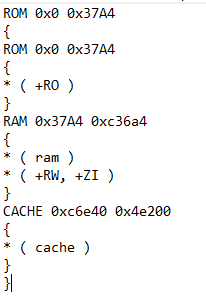 ROM 0x0 0x37A4
{
ROM 0x0 0x37A4
{
* ( +RO )
}
RAM 0x37A4 0xc36a4
{
* ( ram )
* ( +RW, +ZI )
}
CACHE 0xc6e40 0x4e200
{
* ( cache )
}
}